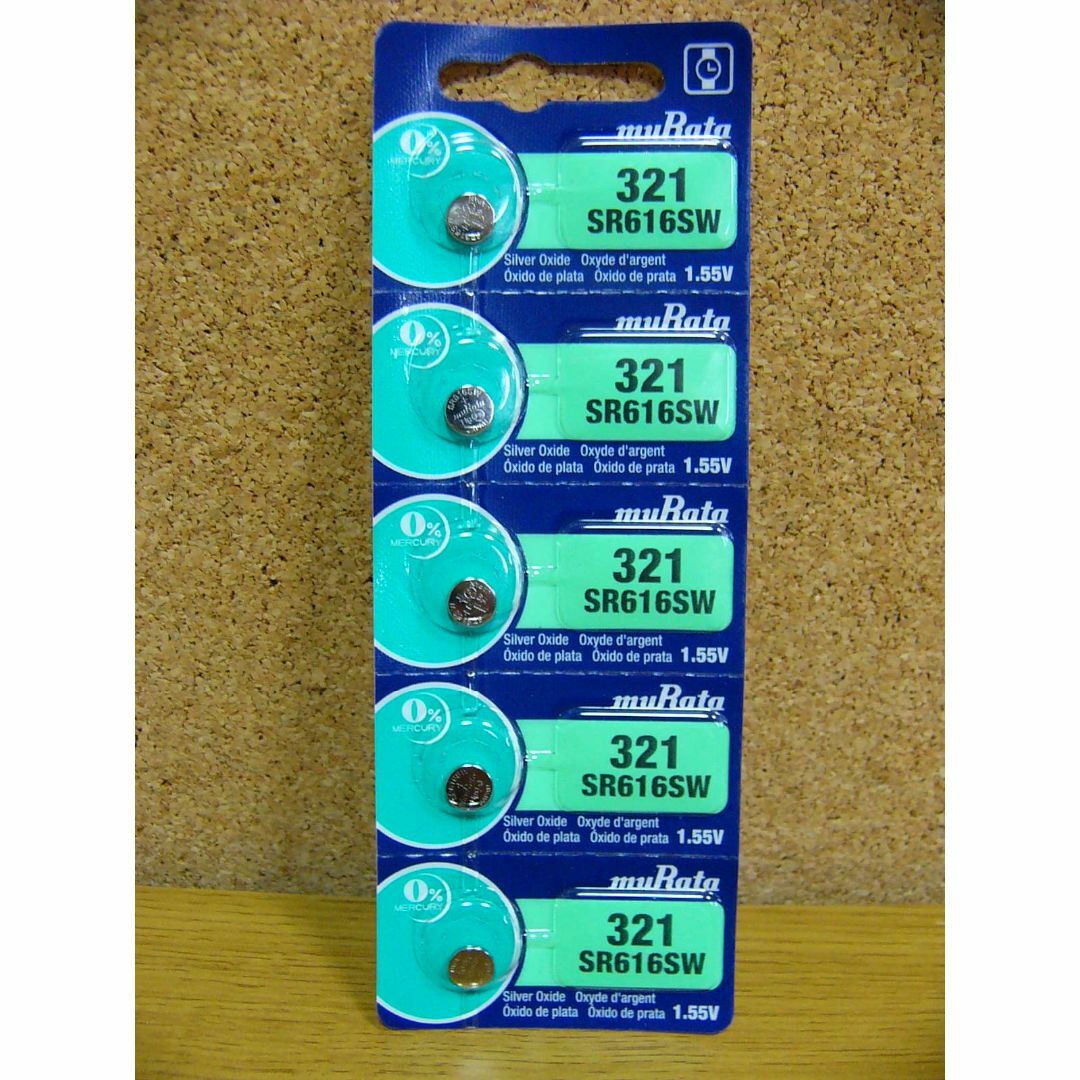 muRata
0%
MERCURY
321
SR616SW
Silver Oxide Oxyde d'argent
Óxido de plata Óxido de prata 1.55V
muRata
0%
MERCURY
321
SR616SW
Silver Oxide Oxyde d'argent
Óxido de plata Óxido de prata 1.55V
muRata
0%
MERCURY
321
SR616SW
Silver Oxide Oxyde d'argent
Óxido de plata Óxido de prata 1.55V
muRata
0%
MERCURY
321
SR616SW
Silver Oxide Oxyde d'argent
Óxido de plata Óxido de prata 1.55V
muRata
0%
MERCURY
321
SR616SW
Silver Oxide Oxyde d'argent
Óxido de plata Óxido de prata 1.55V